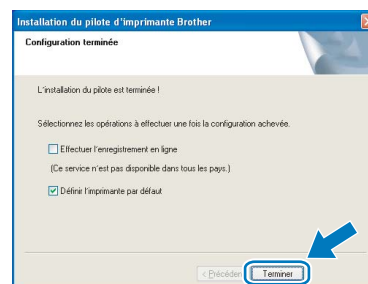 Installation du pilote d'imprimante Brother
Configuration terminée
L'installation du pilote est terminée !
Sélectionnez les opérations à effectuer une fois la configuration achevée.
Effectuer l'enregistrement en ligne
(Ce service n'est pas disponible dans tous les pays.)
Définir l'imprimante par défaut
< Précéden
Terminer